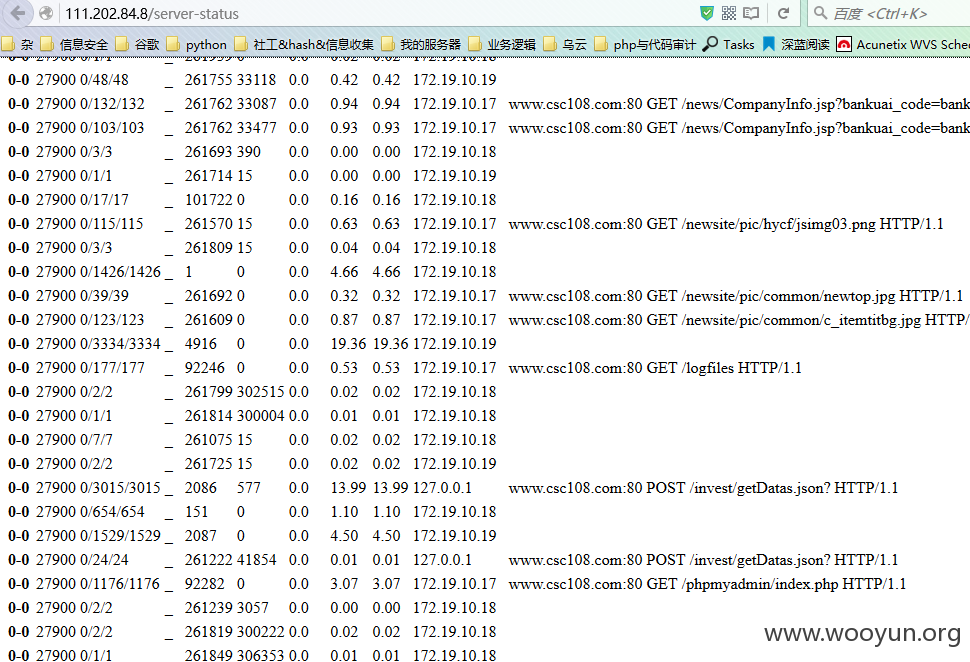 111.202.84.8/server-status
百度 <Ctrl+K>
杂 信息安全 谷歌 python 社工&hash&信息收集 我的服务器 业务逻辑 乌云 php与代码审计 Tasks 深蓝阅读 Acunetix WVS Sche
0-0 27900 0/48/48 _ 261755 33118 0.0 0.42 0.42 172.19.10.19
0-0 27900 0/132/132 _ 261762 33087 0.0 0.94 0.94 172.19.10.17 www.csc108.com:80 GET /news/CompanyInfo.jsp?bankuai_code=bank
0-0 27900 0/103/103 _ 261762 33477 0.0 0.93 0.93 172.19.10.17 www.csc108.com:80 GET /news/CompanyInfo.jsp?bankuai_code=bank
0-0 27900 0/3/3 _ 261693 390 0.0 0.00 0.00 172.19.10.18
0-0 27900 0/1/1 _ 261714 15 0.0 0.00 0.00 172.19.10.19
0-0 27900 0/17/17 _ 101722 0 0.0 0.16 0.16 172.19.10.18
0-0 27900 0/115/115 _ 261570 15 0.0 0.63 0.63 172.19.10.17 www.csc108.com:80 GET /newsite/pic/hycf/jsimg03.png HTTP/1.1
0-0 27900 0/3/3 _ 261809 15 0.0 0.04 0.04 172.19.10.18
0-0 27900 0/1426/1426 _ 1 0 0.0 4.66 4.66 172.19.10.18
0-0 27900 0/39/39 _ 261692 0 0.0 0.32 0.32 172.19.10.17 www.csc108.com:80 GET /newsite/pic/common/newtop.jpg HTTP/1.1
0-0 27900 0/123/123 _ 261609 0 0.0 0.87 0.87 172.19.10.17 www.csc108.com:80 GET /newsite/pic/common/c_itemtitbg.jpg HTTP/
0-0 27900 0/3334/3334 _ 4916 0 0.0 19.36 19.36 172.19.10.19
0-0 27900 0/177/177 _ 92246 0 0.0 0.53 0.53 172.19.10.17 www.csc108.com:80 GET /logfiles HTTP/1.1
0-0 27900 0/2/2 _ 261799 302515 0.0 0.02 0.02 172.19.10.18
0-0 27900 0/1/1 _ 261814 300004 0.0 0.01 0.01 172.19.10.18
0-0 27900 0/7/7 _ 261075 15 0.0 0.02 0.02 172.19.10.18
0-0 27900 0/2/2 _ 261725 15 0.0 0.02 0.02 172.19.10.19
0-0 27900 0/3015/3015 _ 2086 577 0.0 13.99 13.99 127.0.0.1 www.csc108.com:80 POST /invest/getDatas.json? HTTP/1.1
0-0 27900 0/654/654 _ 151 0 0.0 1.10 1.10 172.19.10.18
0-0 27900 0/1529/1529 _ 2087 0 0.0 4.50 4.50 172.19.10.19
0-0 27900 0/24/24 _ 261222 41854 0.0 0.01 0.01 127.0.0.1 www.csc108.com:80 POST /invest/getDatas.json? HTTP/1.1
0-0 27900 0/1176/1176 _ 92282 0 0.0 3.07 3.07 172.19.10.17 www.csc108.com:80 GET /phpmyadmin/index.php HTTP/1.1
0-0 27900 0/2/2 _ 261239 3057 0.0 0.00 0.00 172.19.10.18
0-0 27900 0/2/2 _ 261819 300222 0.0 0.02 0.02 172.19.10.18
0-0 27900 0/1/1 _ 261849 306353 0.0 0.01 0.01 172.19.10.18
www.wooyun.org